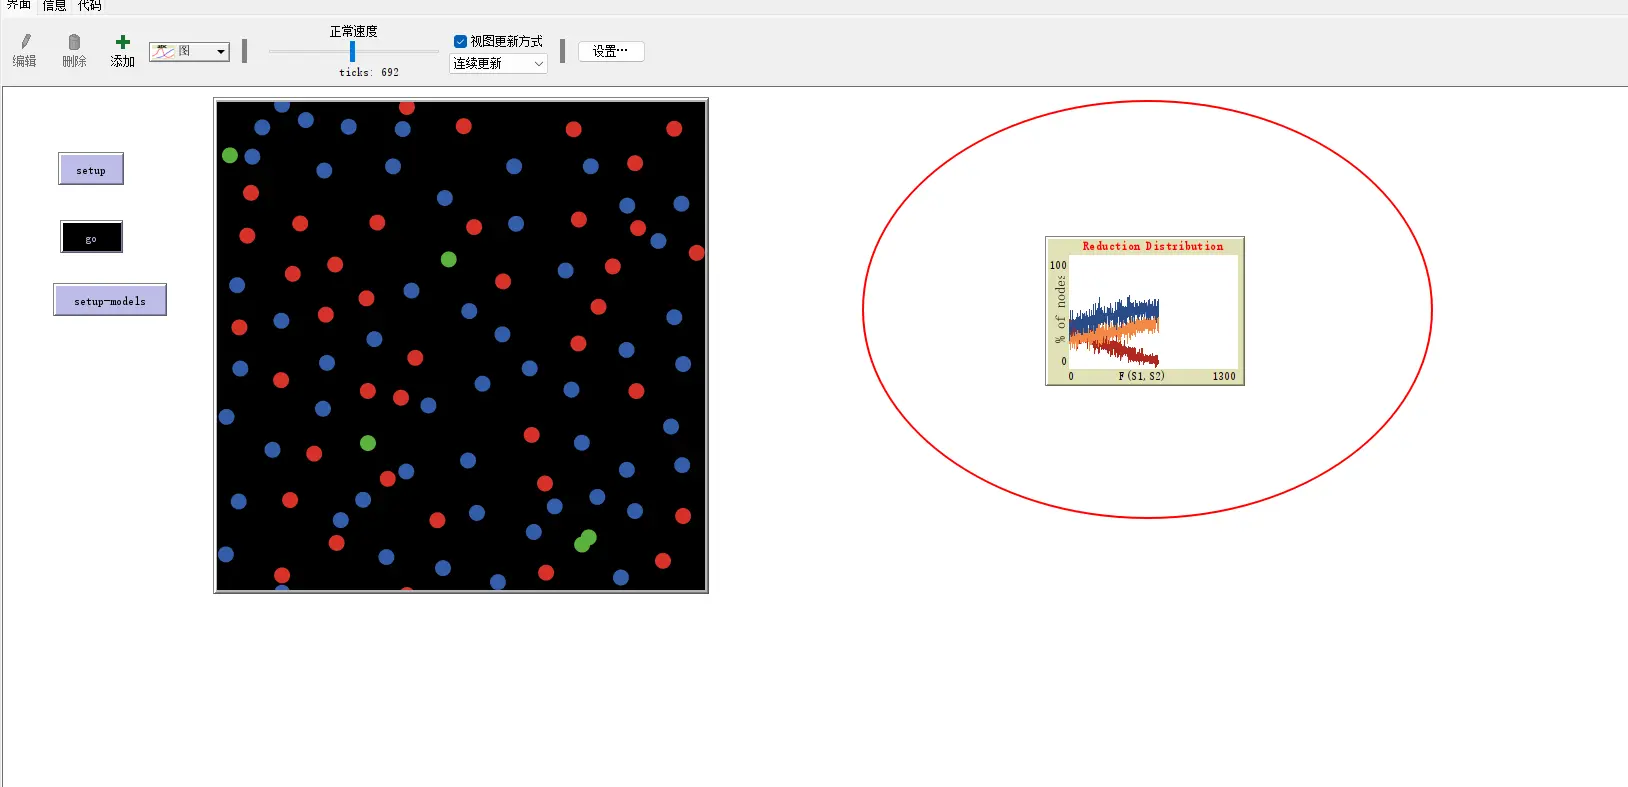 界面 信息 代码
编辑 删除 添加 图 正常速度 视图更新方式 设置…
ticks: 692 连续更新
setup
go
setup-models
Reduction Distribution
100
% of nodes
0
0 F(S1,S2) 1300